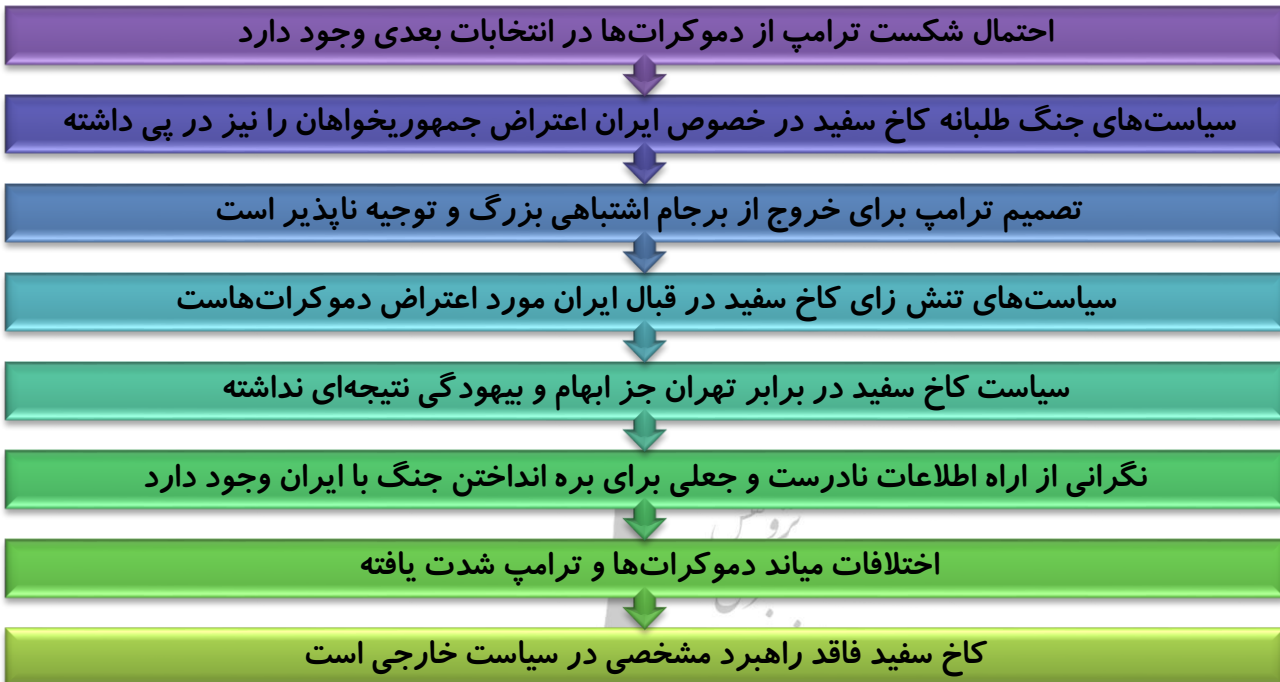 احتمال شکست ترامپ از دموکرات‌ها در انتخابات بعدی وجود دارد
سیاست‌های جنگ طلبانه کاخ سفید در خصوص ایران اعتراض جمهوریخواهان را نیز در پی داشته
تصمیم ترامپ برای خروج از برجام اشتباهی بزرگ و توجیه ناپذیر است
سیاست‌های تنش زای کاخ سفید در قبال ایران مورد اعتراض دموکرات‌هاست
سیاست کاخ سفید در برابر تهران جز ابهام و بیهودگی نتیجه‌ای نداشته
نگرانی از اراه اطلاعات نادرست و جعلی برای بره انداختن جنگ با ایران وجود دارد
اختلافات میاند دموکرات‌ها و ترامپ شدت یافته
کاخ سفید فاقد راهبرد مشخصی در سیاست خارجی است